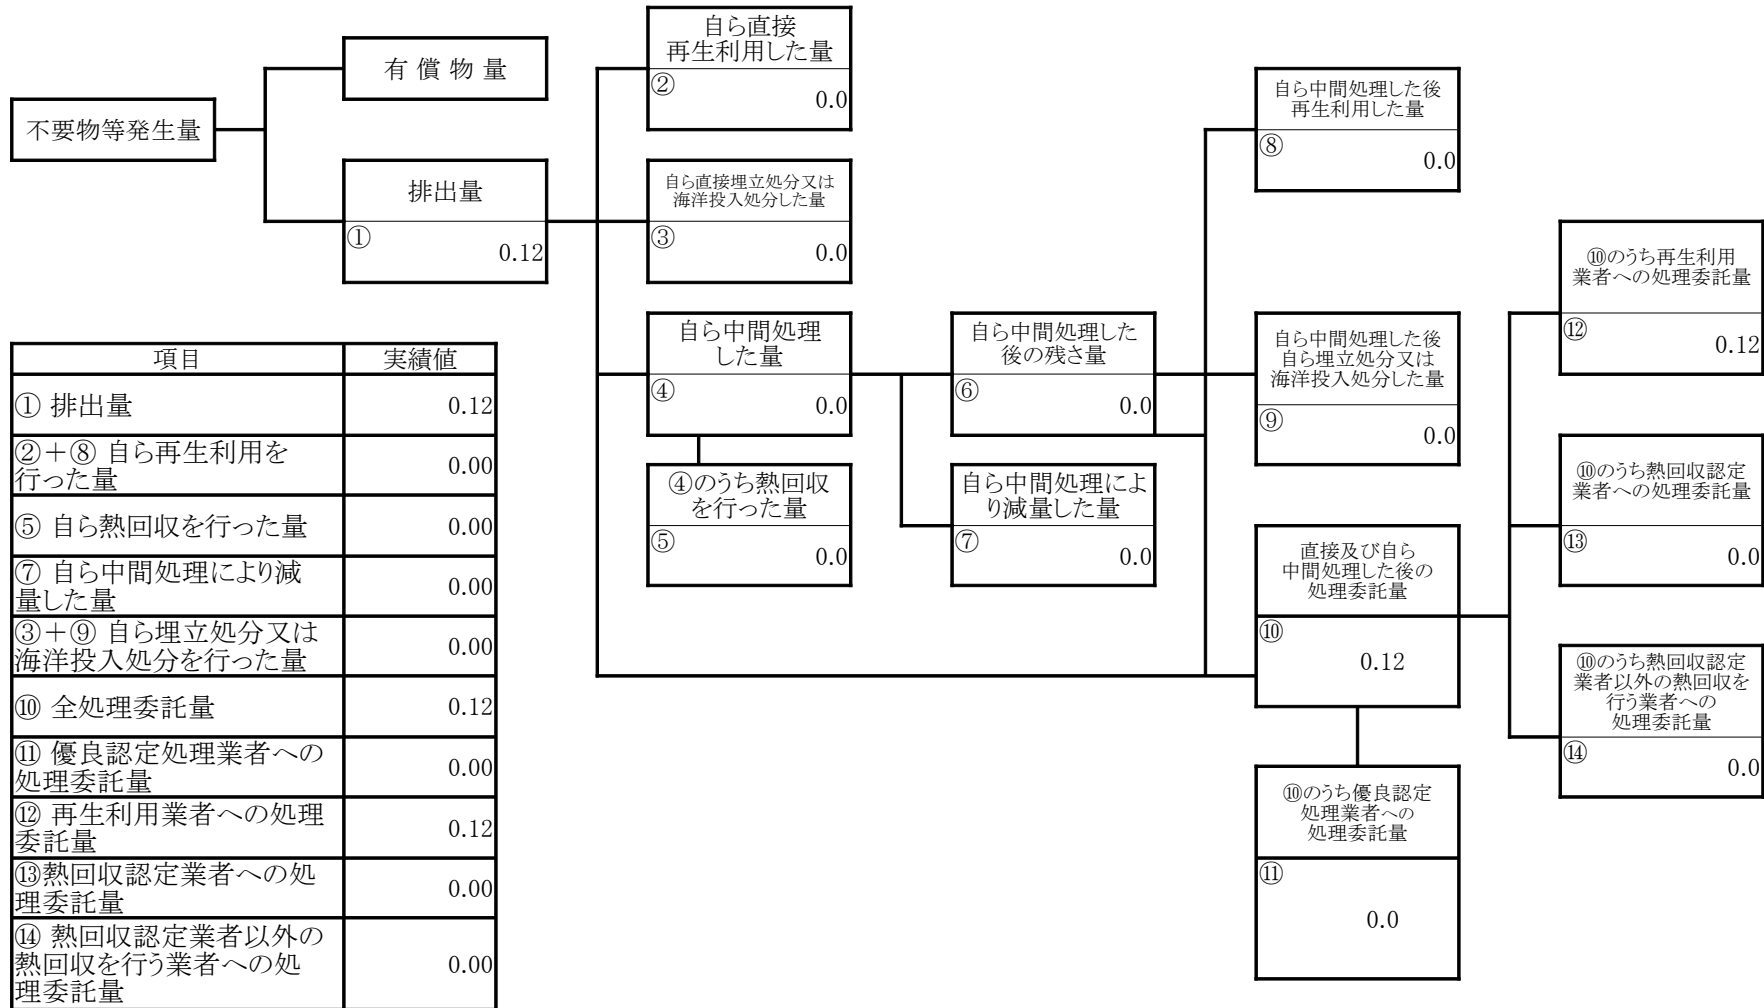 不要物等発生量
有 償 物 量
排出量
①
0.12
自ら直接
再生利用した量
②
0.0
自ら直接埋立処分又は
海洋投入処分した量
③
0.0
自ら中間処理
した量
④
0.0
④のうち熱回収
を行った量
⑤
0.0
自ら中間処理した
後の残さ量
⑥
0.0
自ら中間処理によ
り減量した量
⑦
0.0
自ら中間処理した後
再生利用した量
⑧
0.0
自ら中間処理した後
自ら埋立処分又は
海洋投入処分した量
⑨
0.0
直接及び自ら
中間処理した後の
処理委託量
⑩
0.12
⑩のうち優良認定
処理業者への
処理委託量
⑪
0.0
⑩のうち再生利用
業者への処理委託量
⑫
0.12
⑩のうち熱回収認定
業者への処理委託量
⑬
0.0
⑩のうち熱回収認定
業者以外の熱回収を
行う業者への
処理委託量
⑭
0.0
項目 実績値
① 排出量 0.12
②＋⑧ 自ら再生利用を
行った量 0.00
⑤ 自ら熱回収を行った量 0.00
⑦ 自ら中間処理により減
量した量 0.00
③＋⑨ 自ら埋立処分又は
海洋投入処分を行った量 0.00
⑩ 全処理委託量 0.12
⑪ 優良認定処理業者への
処理委託量 0.00
⑫ 再生利用業者への処理
委託量 0.12
⑬熱回収認定業者への処
理委託量 0.00
⑭ 熱回収認定業者以外の
熱回収を行う業者への処
理委託量 0.00